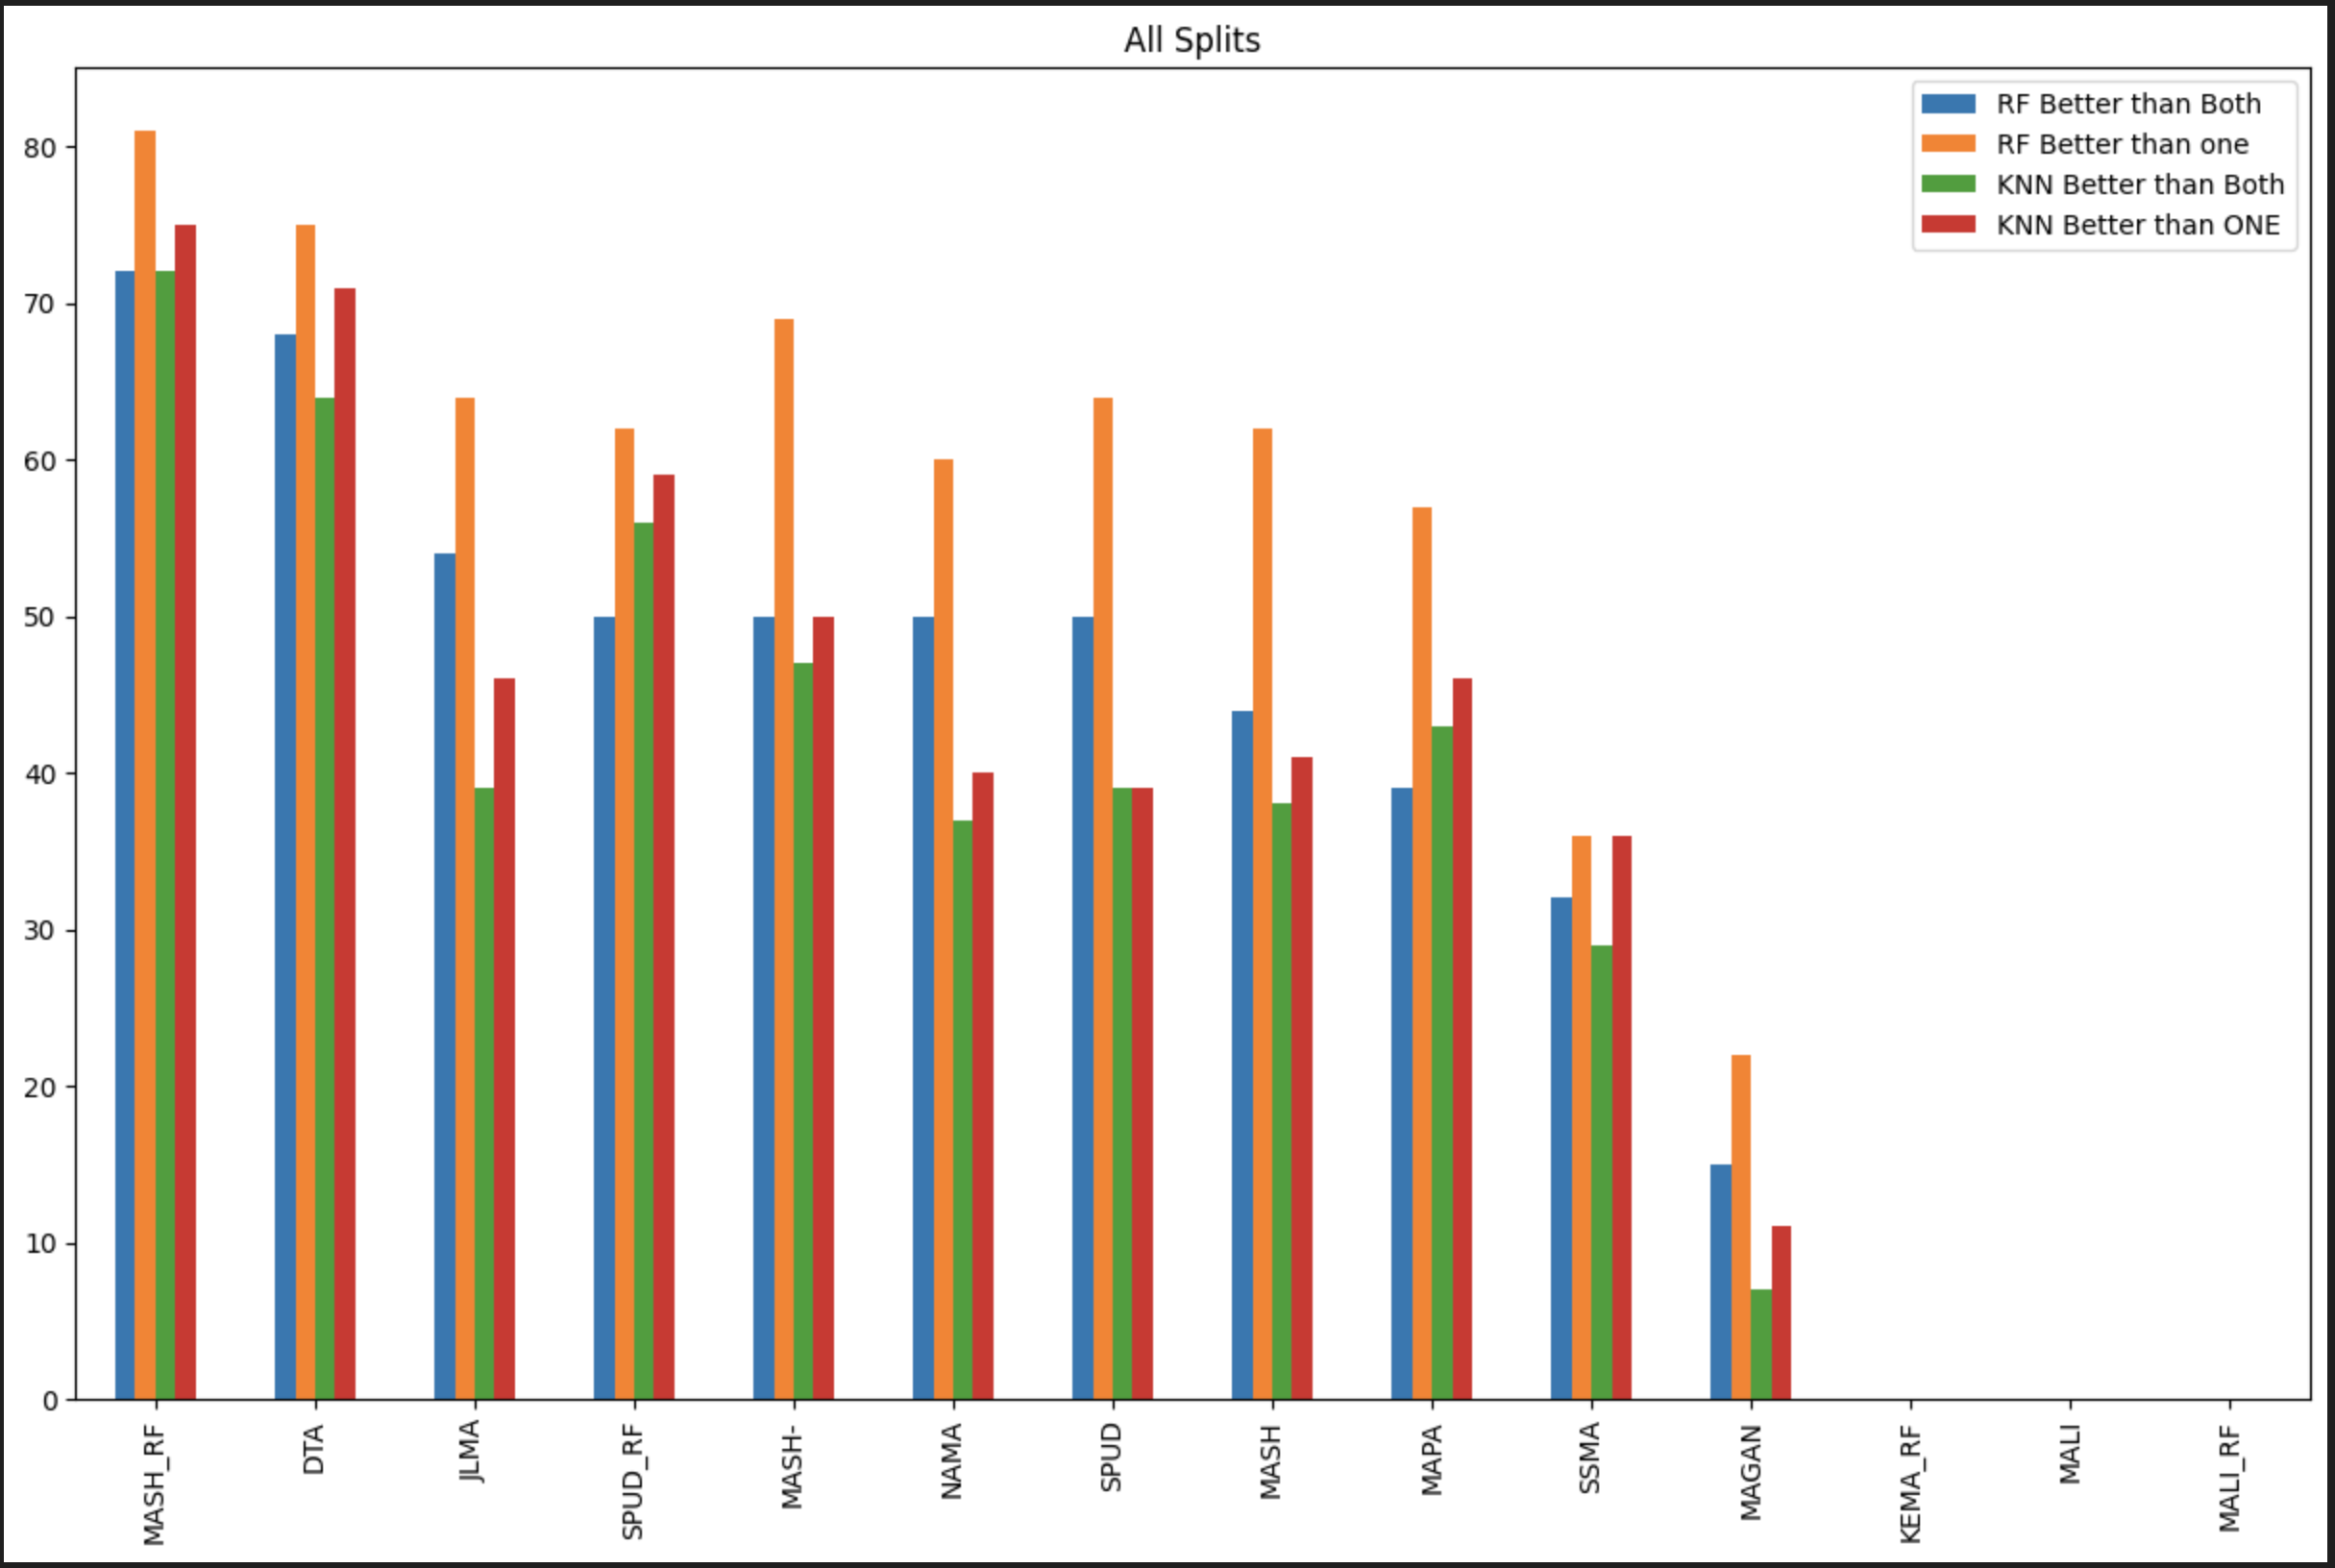 All Splits
RF Better than Both
RF Better than one
KNN Better than Both
KNN Better than ONE
80
70
60
50
40
30
20
10
0
MASH_RF
DTA
JLMA
SPUD_RF
MASH-
NAMA
SPUD
MASH
MAPA
SSMA
MAGAN
KEMA_RF
MALI
MALI_RF